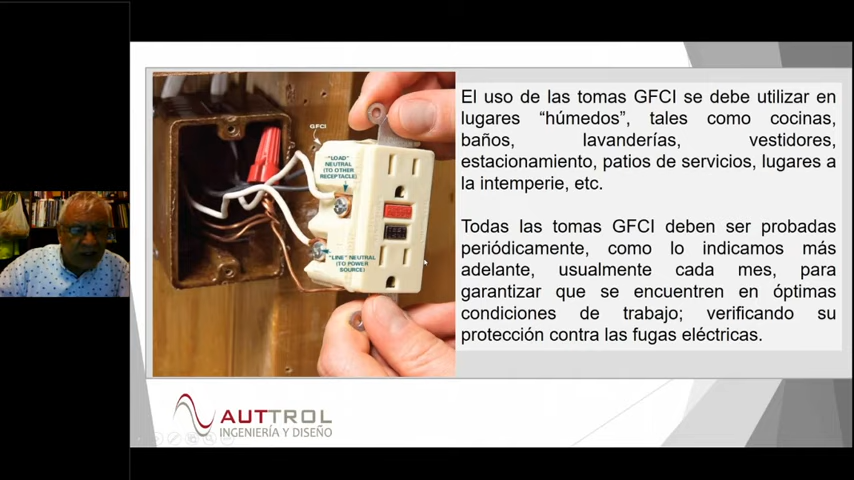 El uso de las tomas GFCI se debe utilizar en
lugares “húmedos”, tales como cocinas,
baños, lavanderías, vestidores,
estacionamiento, patios de servicios, lugares a
la intemperie, etc.
Todas las tomas GFCI deben ser probadas
periódicamente, como lo indicamos más
adelante, usualmente cada mes, para
garantizar que se encuentren en óptimas
condiciones de trabajo; verificando su
protección contra las fugas eléctricas.
GFCI
"LOAD"
NEUTRAL
(TO OTHER
RECEPTACLE)
"LINE" NEUTRAL
(TO POWER
SOURCE)
AUTTROL
INGENIERÍA Y DISEÑO